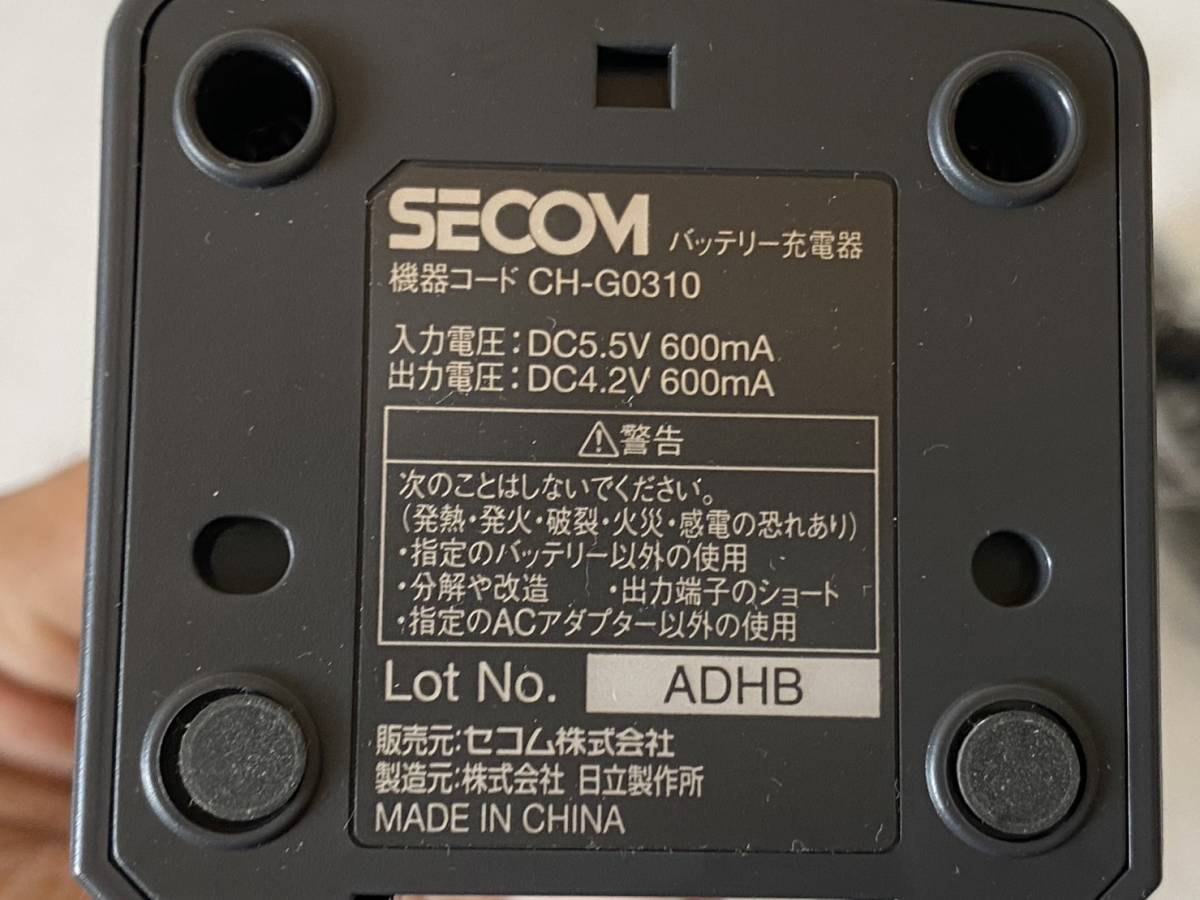 SECOM バッテリー充電器
機器コード CH-G0310
入力電圧：DC5.5V 600mA
出力電圧：DC4.2V 600mA
⚠警告
次のことはしないでください。
(発熱・発火・破裂・火災・感電の恐れあり)
・指定のバッテリー以外の使用
・分解や改造 ・出力端子のショート
・指定のACアダプター以外の使用
Lot No. ADHB
販売元：セコム株式会社
製造元：株式会社 日立製作所
MADE IN CHINA